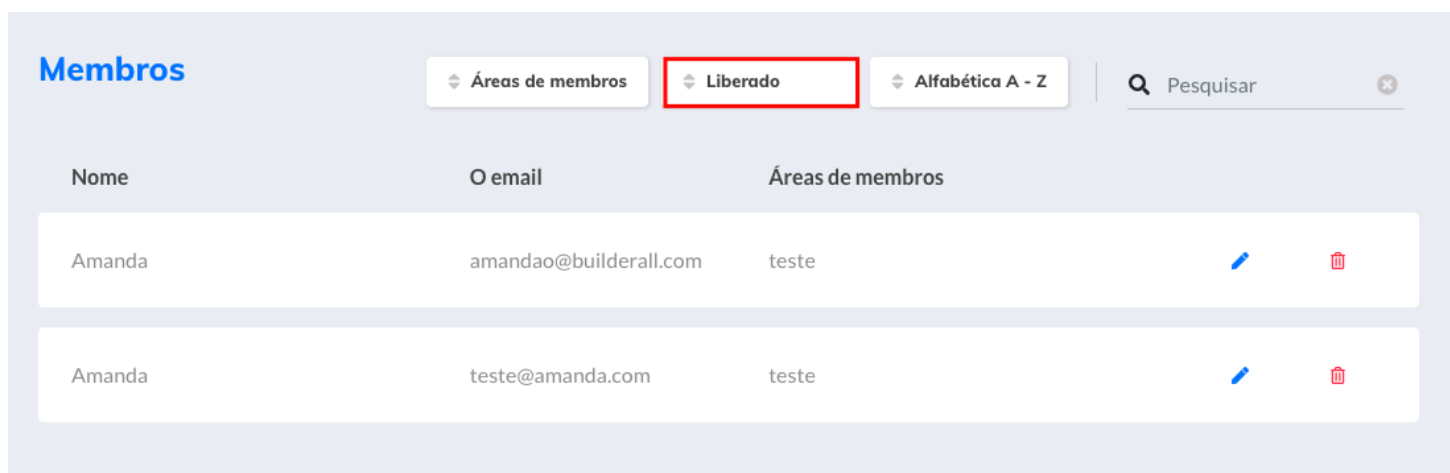 Membros
Áreas de membros Liberado Alfabética A - Z Pesquisar
Nome O email Áreas de membros
Amanda amandao@builderall.com teste
Amanda teste@amanda.com teste